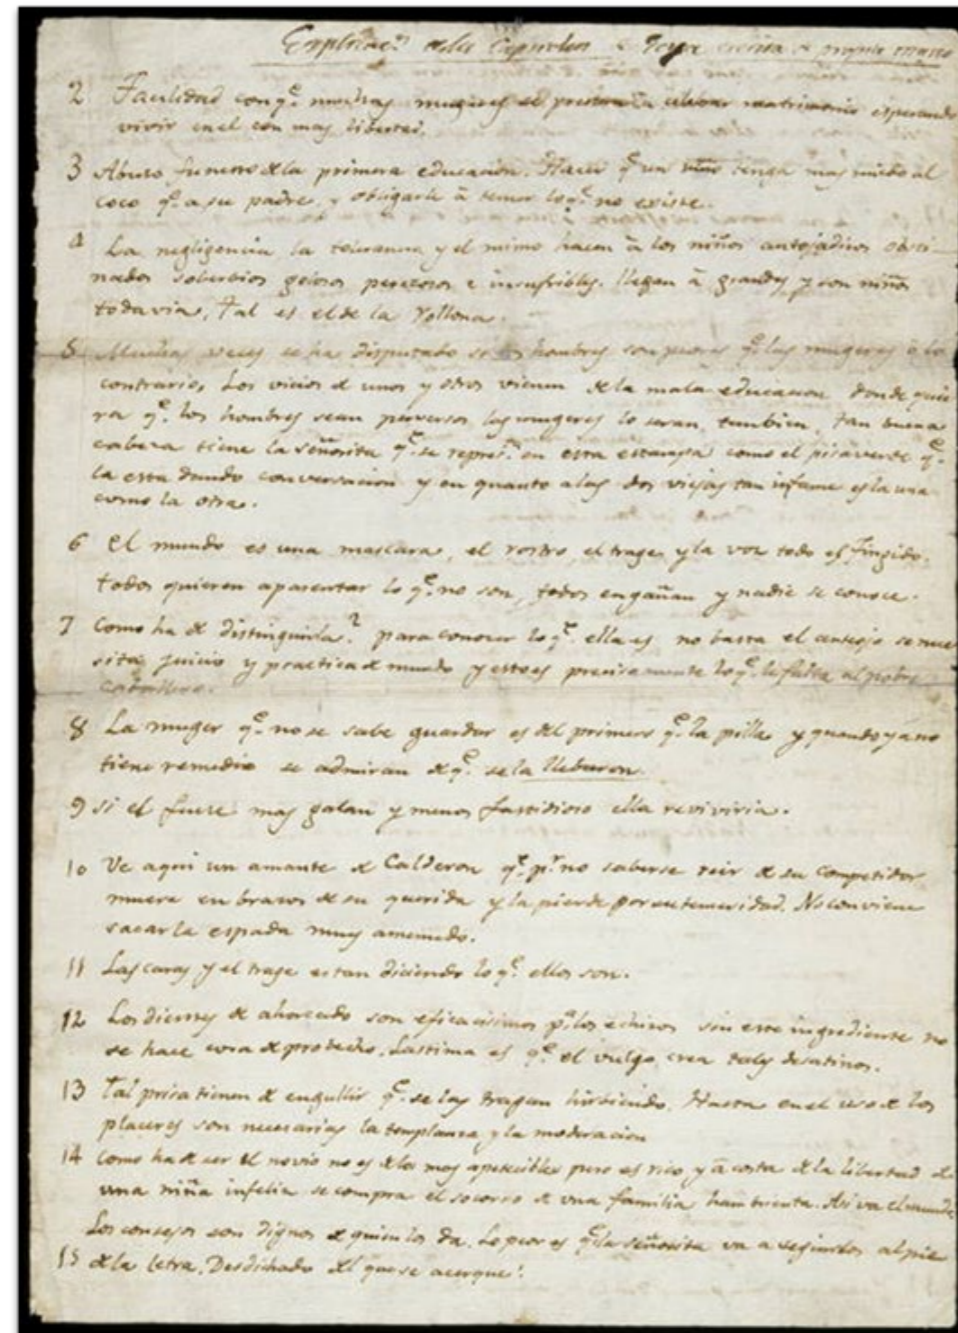 Explicac.n de los Caprichos de Goya escrita de propia mano
2 Facilidad con q.e muchas mugeres se prestan a celebrar matrimonio esperando
vivir en el con mas libertad.
3 Abuso funesto de la primera educacion. Hacer q.e un niño tenga mas miedo al
coco q.e a su padre, y obligarle à temer lo q.e no existe.
4 La negligencia la tolerancia y el mimo hacen à los niños antojadizos obsti-
nados soberbios golosos perezosos e insufribles. Llegan à grandes y son niños
todavia. Tal es el de la rollona.
5 Muchas veces se ha disputado si los hombres son peores q.e las mugeres ò lo
contrario, Los vicios de unos y otros vienen de la mala educacion donde quie
ra q.e los hombres sean perversos las mugeres lo seran tambien. tan buena
cabeza tiene la señorita q.e se repres.ta en esta estampa como el pisaverde q.e
la esta dando conversacion y en quanto a las dos viejas tan infame es la una
como la otra.
6 El mundo es una mascara, el rostro, el trage y la voz todo es fingido.
todos quieren aparentar lo q.e no son, todos engañan y nadie se conoce.
7 Como ha de distinguirla? para conocer lo q.e ella es no basta el anteojo se nece
sita juicio y practica de mundo y esto es precisamente lo q.e le falta al pobre
caballero.
8 La muger q.e no se sabe guardar es del primero q.e la pilla y quando ya no
tiene remedio se admiran de q.e se la llebaron.
9 Si el fuere mas galan y menos fastidioso ella reviviria.
10 Ve aqui un amante de Calderon q.e p.r no saberse reir de su competidor
muere en brazos de su querida y la pierde por su temeridad. No conviene
sacar la espada muy amenudo.
11 Las caras y el trage estan diciendo lo q.e ellos son.
12 Los dientes de ahorcado son eficacisimos p.a los echizos sin este ingrediente no
se hace cosa de probecho. Lastima es q.e el vulgo crea tales desatinos.
13 Tal prisa tienen de engullir q.e se las tragan hirbiendo. Hasta en el uso de los
placeres son necesarias la templanza y la moderacion
14 Como ha de ser el novio no es de los mas apetecibles pero es rico y à costa de la libertad de
una niña infeliz se compra el socorro de una familia hambrienta. Asi va el mundo
Los consejos son dignos de quien los da. Lo peor es q.e la señorita va a seguirlos al pie
15 de la letra. Desdichado del que se acerque!